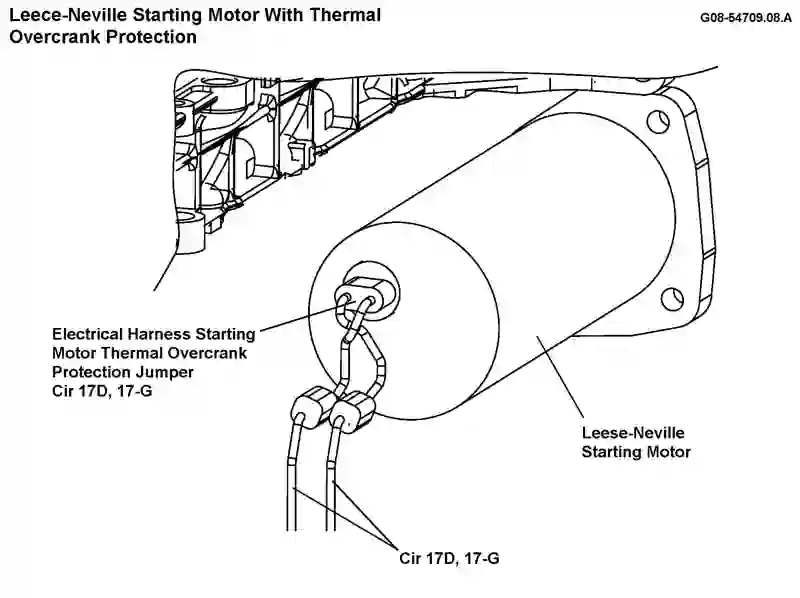 Leece-Neville Starting Motor With Thermal
Overcrank Protection
G08-54709.08.A
Electrical Harness Starting
Motor Thermal Overcrank
Protection Jumper
Cir 17D, 17-G
Leese-Neville
Starting Motor
Cir 17D, 17-G